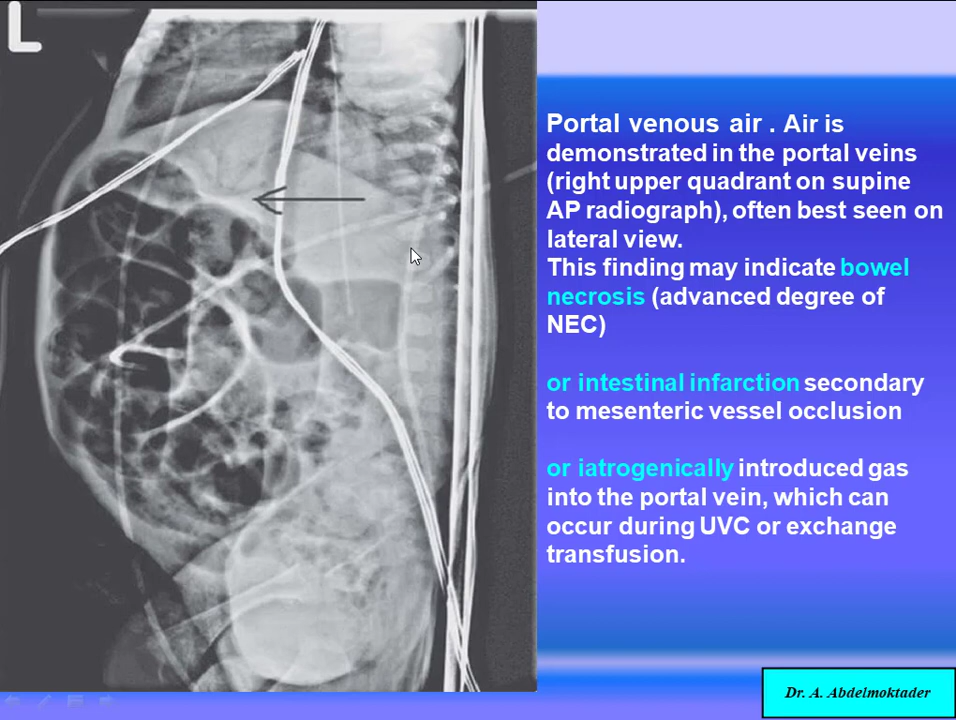 L
Portal venous air . Air is
demonstrated in the portal veins
(right upper quadrant on supine
AP radiograph), often best seen on
lateral view.
This finding may indicate bowel
necrosis (advanced degree of
NEC)
or intestinal infarction secondary
to mesenteric vessel occlusion
or iatrogenically introduced gas
into the portal vein, which can
occur during UVC or exchange
transfusion.
Dr. A. Abdelmoktader